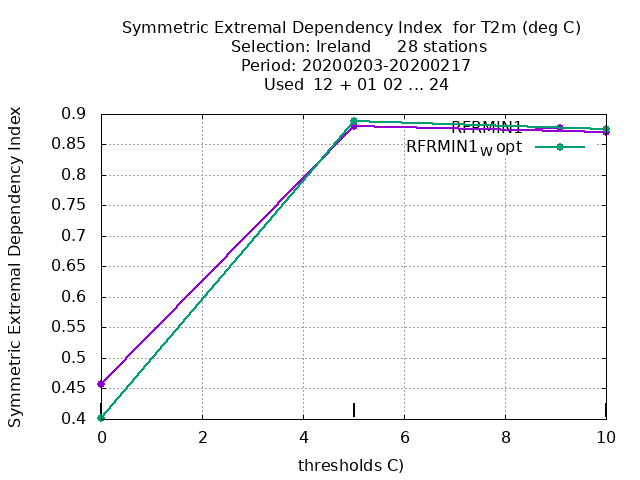 Symmetric Extremal Dependency Index  for T2m (deg C)
Selection: Ireland     28 stations
Period: 20200203-20200217
Used  12 + 01 02 ... 24
Symmetric Extremal Dependency Index
0.9
0.85
0.8
0.75
0.7
0.65
0.6
0.55
0.5
0.45
0.4
RFRMIN1
RFRMIN1W opt
0 2 4 6 8 10
thresholds C)